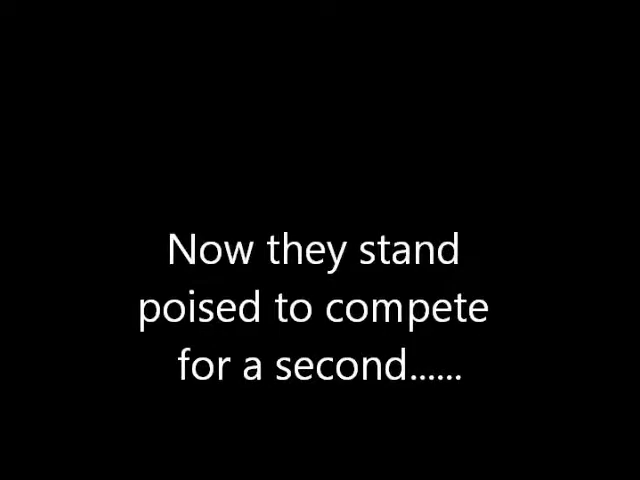 Now they stand
poised to compete
for a second......